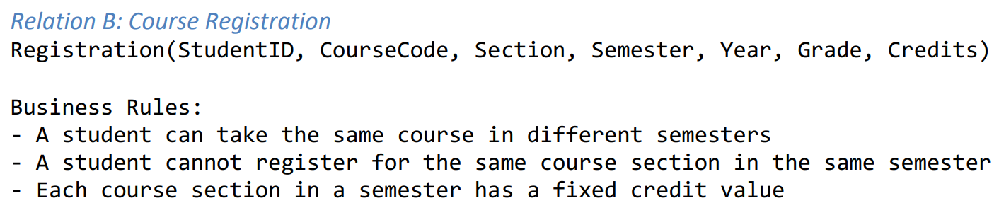 Relation B: Course Registration
Registration(StudentID, CourseCode, Section, Semester, Year, Grade, Credits)
Business Rules:
- A student can take the same course in different semesters
- A student cannot register for the same course section in the same semester
- Each course section in a semester has a fixed credit value